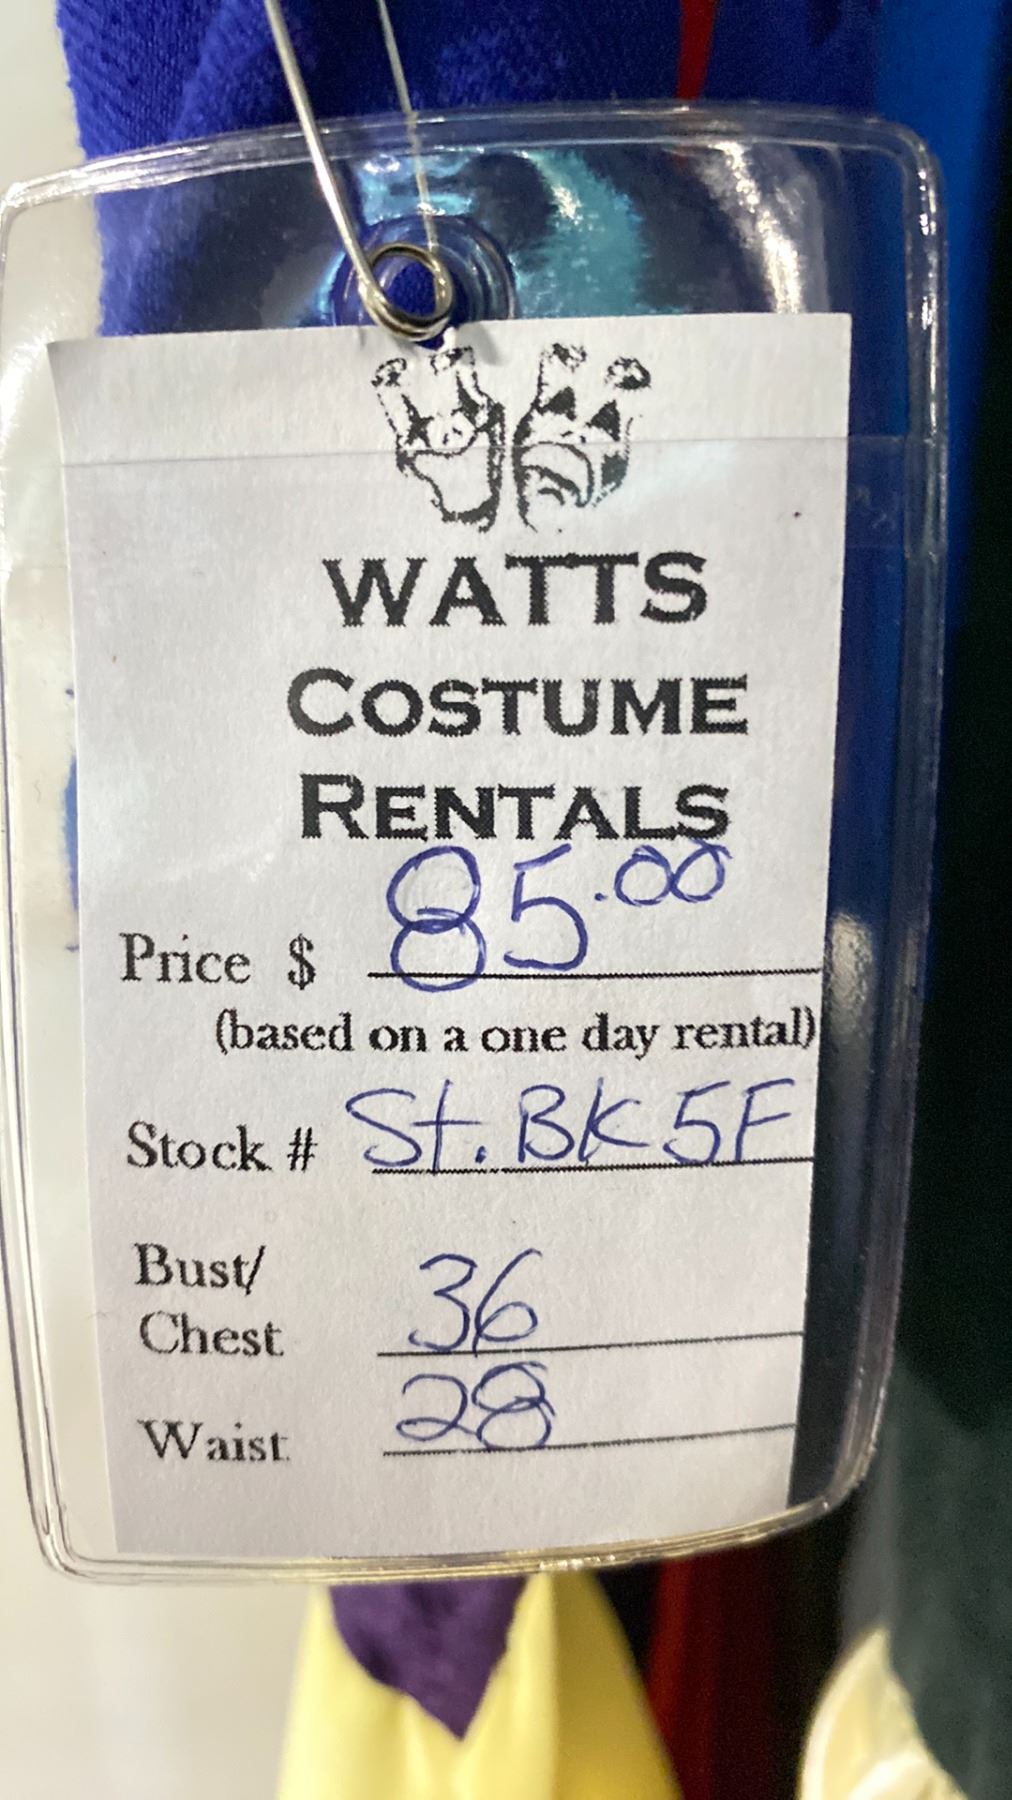 WATTS
COSTUME
RENTALS
Price $ 85.00
(based on a one day rental)
Stock # St. BK 5F
Bust/
Chest 36
Waist 28